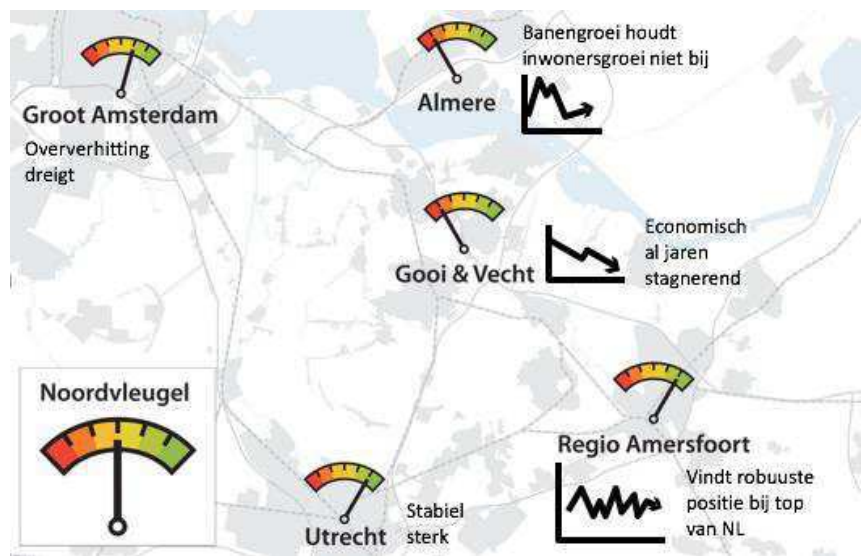 Groot Amsterdam
Oververhitting
dreigt
Almere
Banengroei houdt
inwonersgroei niet bij
Gooi & Vecht
Economisch
al jaren
stagnerend
Noordvleugel
Utrecht
Stabiel
sterk
Regio Amersfoort
Vindt robuuste
positie bij top
van NL